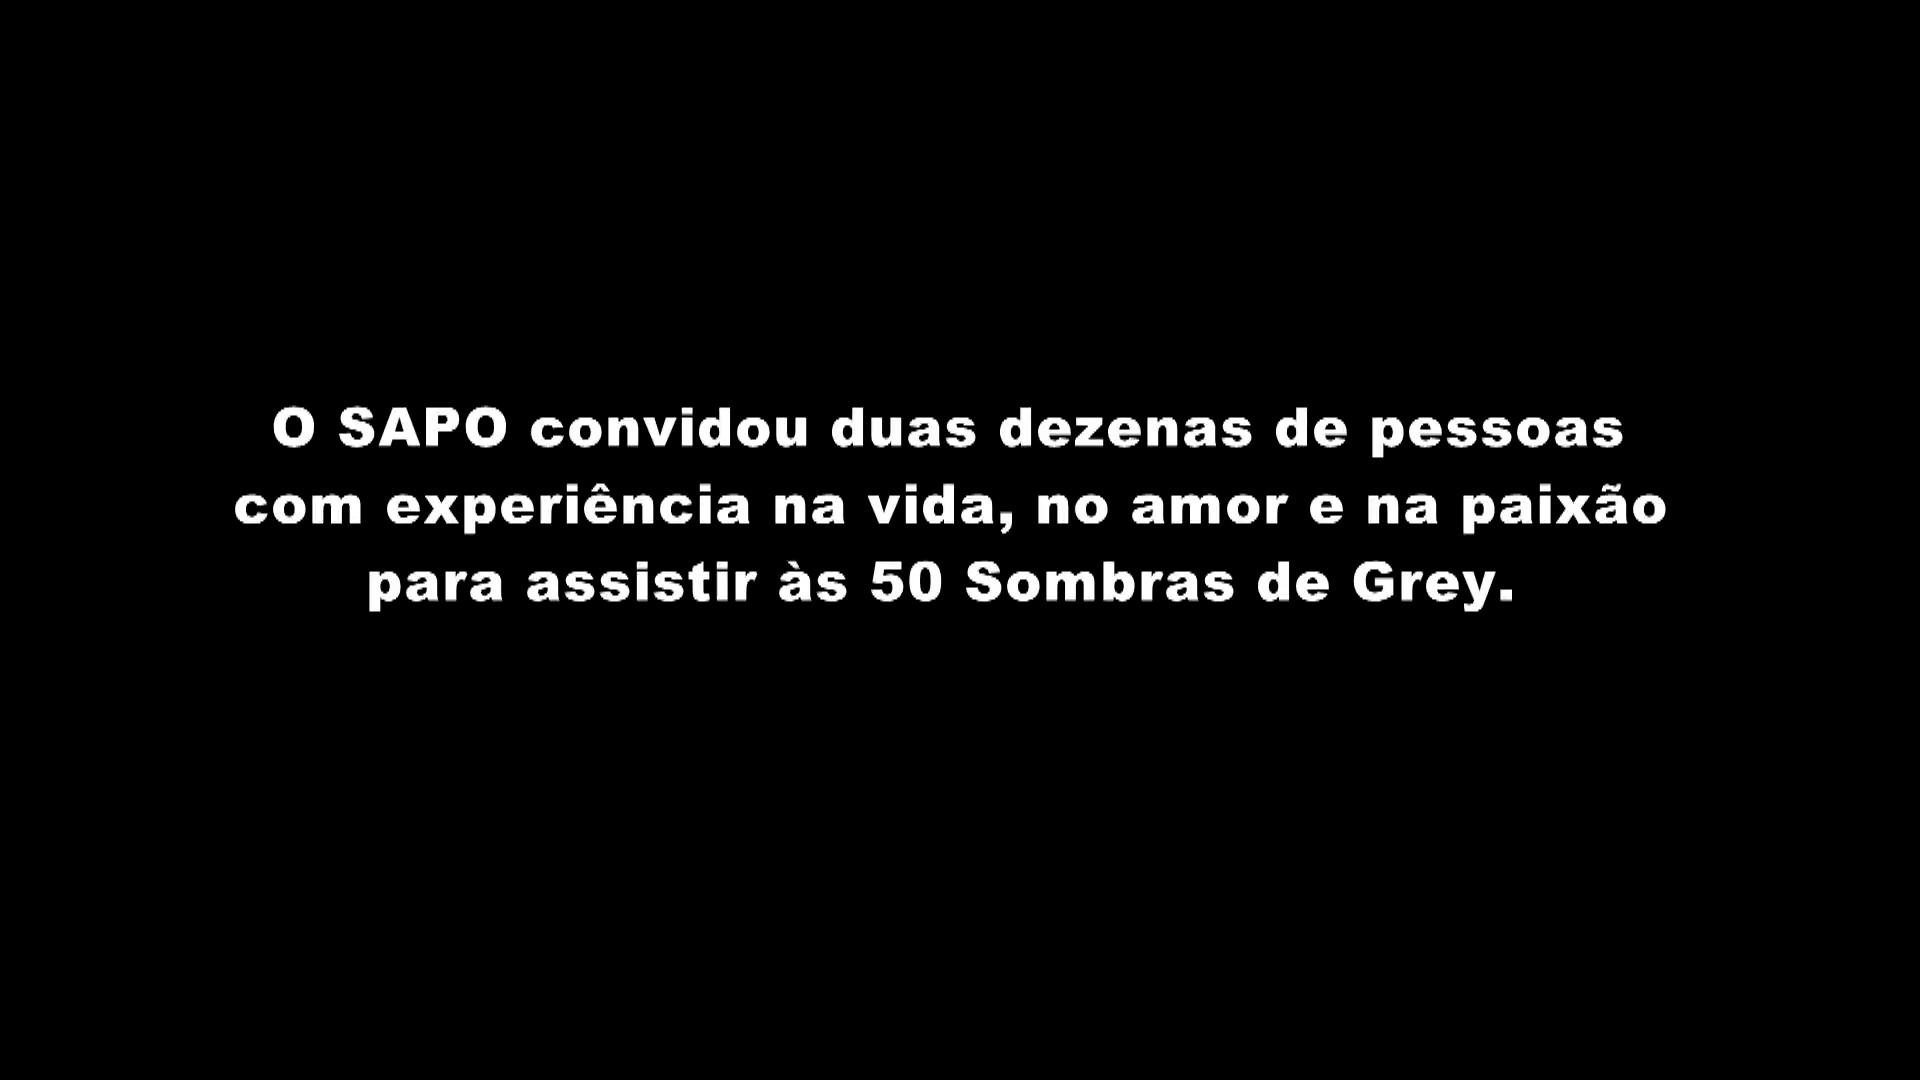 O SAPO convidou duas dezenas de pessoas
com experiência na vida, no amor e na paixão
para assistir às 50 Sombras de Grey.